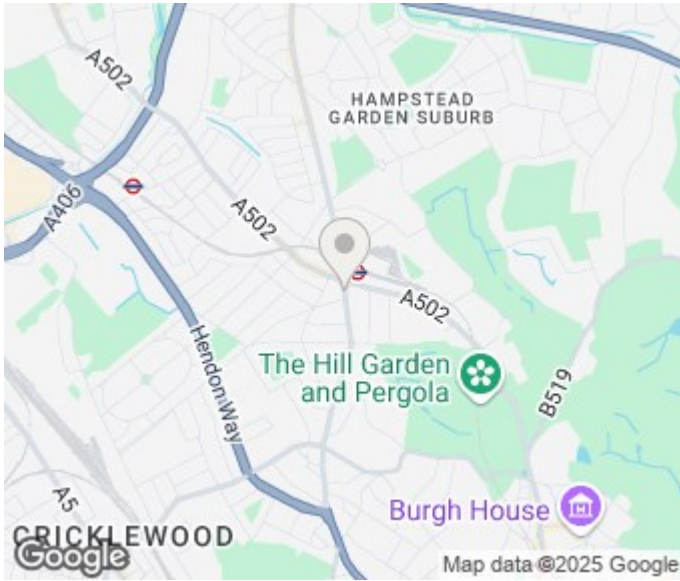 A502
HAMPSTEAD
GARDEN SUBURB
A406
A502
A502
Hendon Way
The Hill Garden
and Pergola
B519
A5
Burgh House
CRICKLEWOOD
Google
Map data ©2025 Google